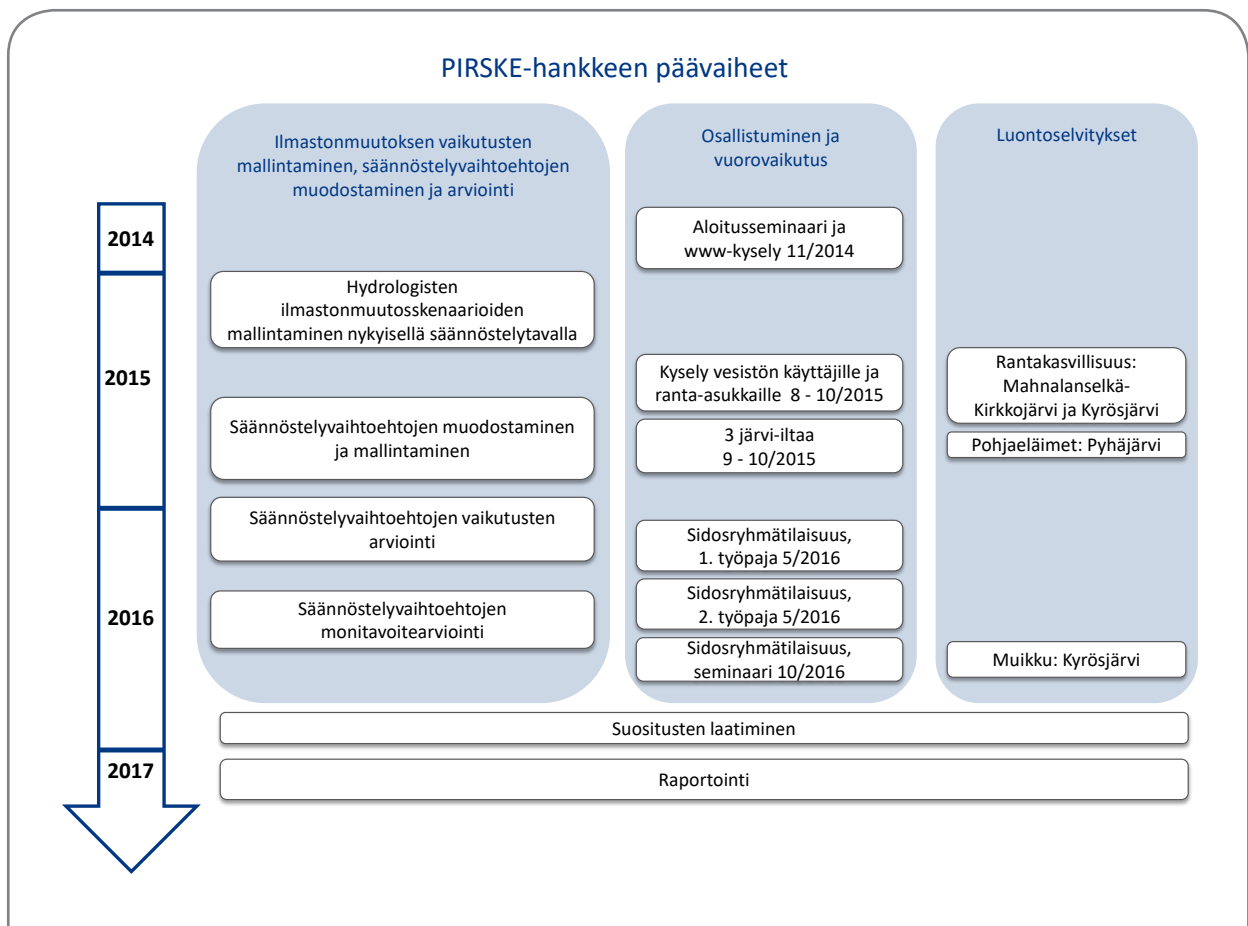 PIRSKE-hankkeen päävaiheet
Ilmastonmuutoksen vaikutusten
mallintaminen, säännöstelyvaihtoehtojen
muodostaminen ja arviointi
Osallistuminen ja
vuorovaikutus
Luontoselvitykset
2014
Aloitusseminaari ja
www-kysely 11/2014
2015
Hydrologisten
ilmastonmuutosskenaarioiden
mallintaminen nykyisellä säännöstelytavalla
Kysely vesistön käyttäjille ja
ranta-asukkaille 8 - 10/2015
Rantakasvillisuus:
Mahnalanselkä-
Kirkkojärvi ja Kyrösjärvi
Säännöstelyvaihtoehtojen muodostaminen
ja mallintaminen
3 järvi-iltaa
9 - 10/2015
Pohjaeläimet: Pyhäjärvi
2016
Säännöstelyvaihtoehtojen vaikutusten
arviointi
Sidosryhmätilaisuus,
1. työpaja 5/2016
Säännöstelyvaihtoehtojen
monitavoitearviointi
Sidosryhmätilaisuus,
2. työpaja 5/2016
Sidosryhmätilaisuus,
seminaari 10/2016
Muikku: Kyrösjärvi
Suositusten laatiminen
2017
Raportointi